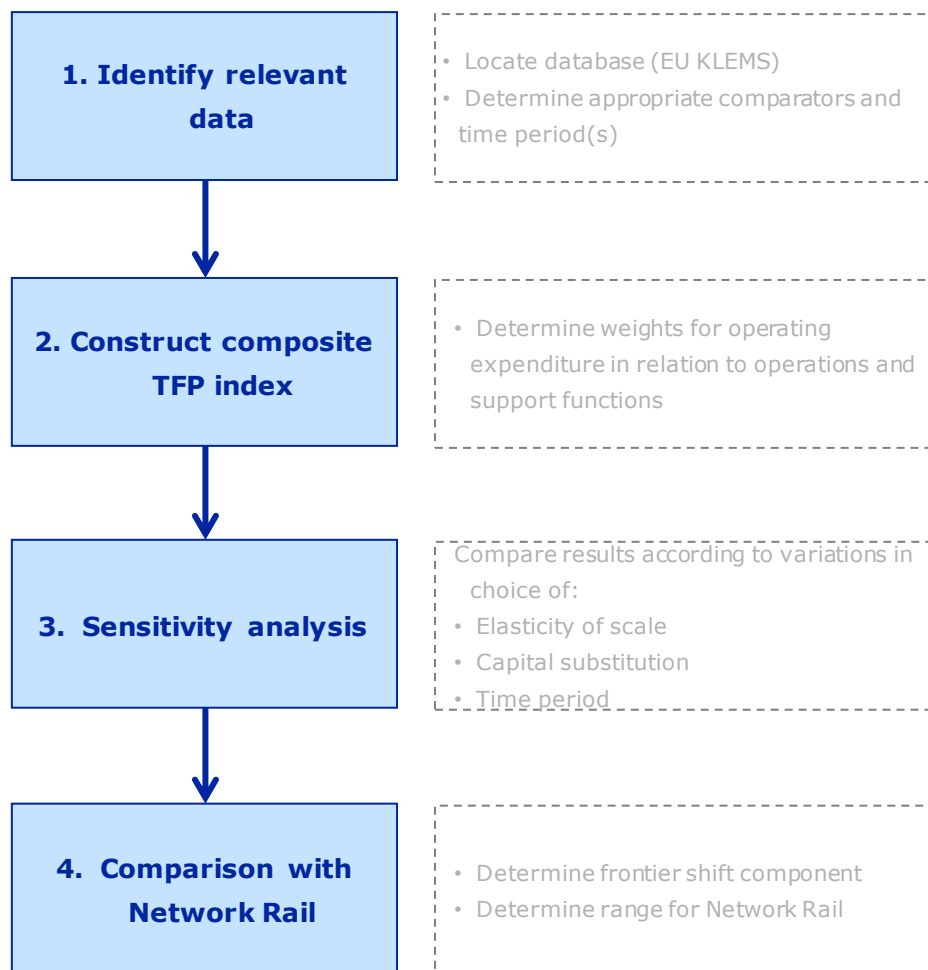 1. Identify relevant
data
• Locate database (EU KLEMS)
• Determine appropriate comparators and
time period(s)
2. Construct composite
TFP index
• Determine weights for operating
expenditure in relation to operations and
support functions
3. Sensitivity analysis
Compare results according to variations in
choice of:
• Elasticity of scale
• Capital substitution
• Time period
4. Comparison with
Network Rail
• Determine frontier shift component
• Determine range for Network Rail